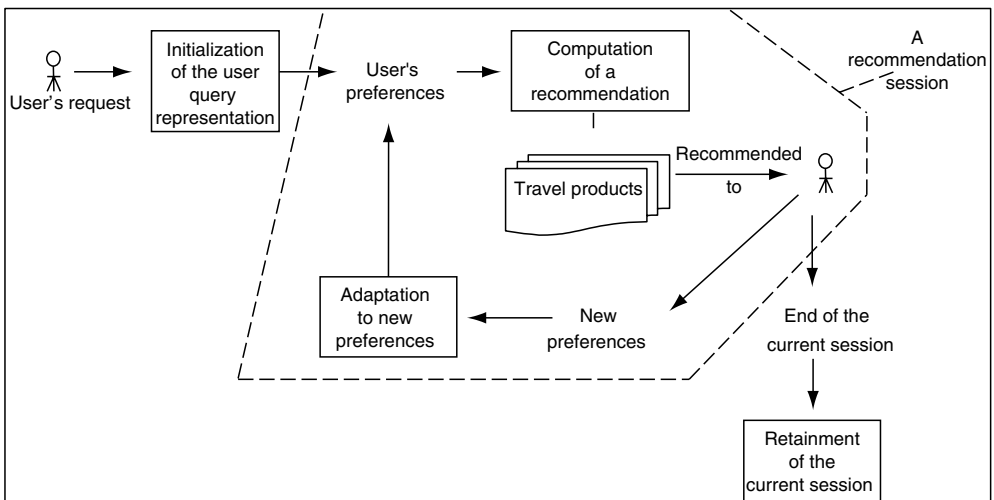 User's request
Initialization
of the user
query
representation
User's
preferences
Computation
of a
recommendation
A
recommendation
session
Travel products
Recommended
to
Adaptation
to new
preferences
New
preferences
End of the
current session
Retainment
of the
current session